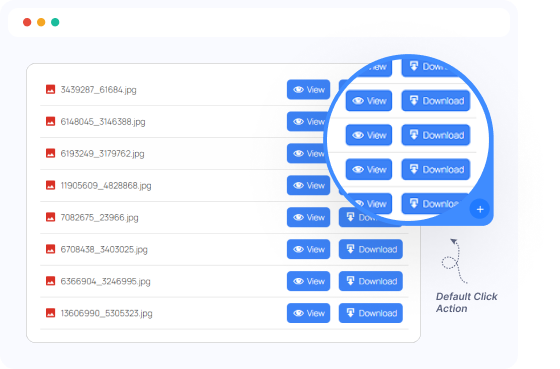 3439287_61684.jpg View
6148045_3146388.jpg View
6193249_3179762.jpg View
11905609_4828868.jpg View
7082675_23966.jpg View Download
6708438_3403025.jpg View Download
6366904_3246995.jpg View Download
13606990_5305323.jpg View Download
View Download
View Download
View Download
View Download
View Download
+
Default Click
Action